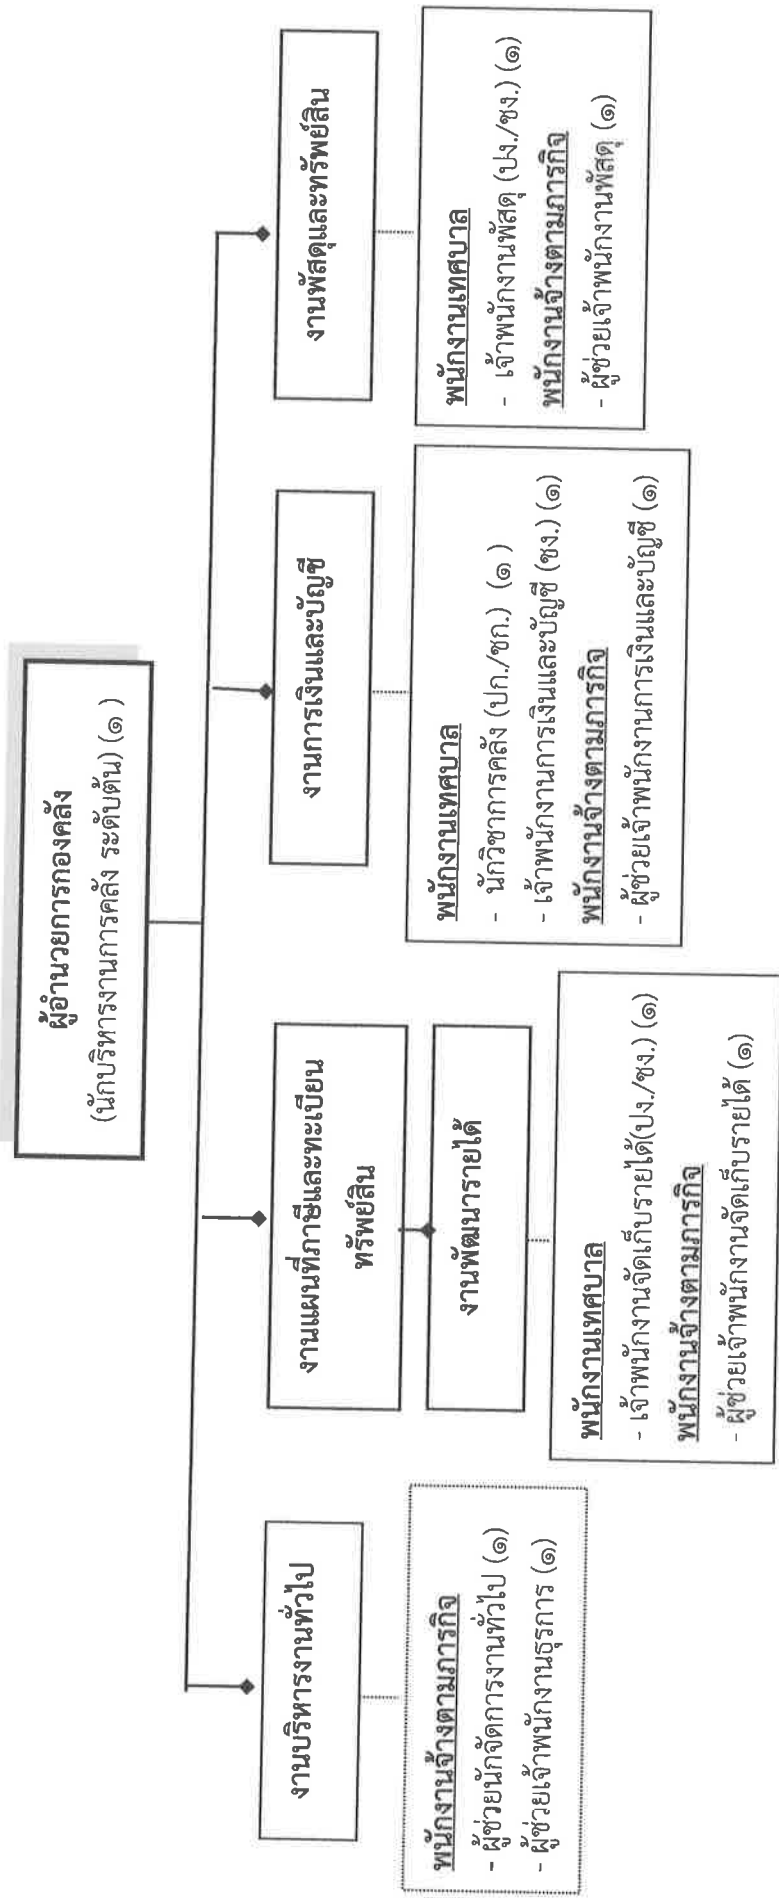 ผู้อำนวยการกองคลัง
(นักบริหารงานการคลัง ระดับต้น) (๑ )
งานบริหารงานทั่วไป
พนักงานจ้างตามภารกิจ
- ผู้ช่วยนักจัดการงานทั่วไป (๑)
- ผู้ช่วยเจ้าพนักงานธุรการ (๑)
งานแผนที่ภาษีและทะเบียน
ทรัพย์สิน
งานพัฒนารายได้
พนักงานเทศบาล
- เจ้าพนักงานจัดเก็บรายได้(ปง./ชง.) (๑)
พนักงานจ้างตามภารกิจ
- ผู้ช่วยเจ้าพนักงานจัดเก็บรายได้ (๑)
งานการเงินและบัญชี
พนักงานเทศบาล
- นักวิชาการคลัง (ปก./ชก.) (๑ )
- เจ้าพนักงานการเงินและบัญชี (ชง.) (๑)
พนักงานจ้างตามภารกิจ
- ผู้ช่วยเจ้าพนักงานการเงินและบัญชี (๑)
งานพัสดุและทรัพย์สิน
พนักงานเทศบาล
- เจ้าพนักงานพัสดุ (ปง./ชง.) (๑)
พนักงานจ้างตามภารกิจ
- ผู้ช่วยเจ้าพนักงานพัสดุ (๑)